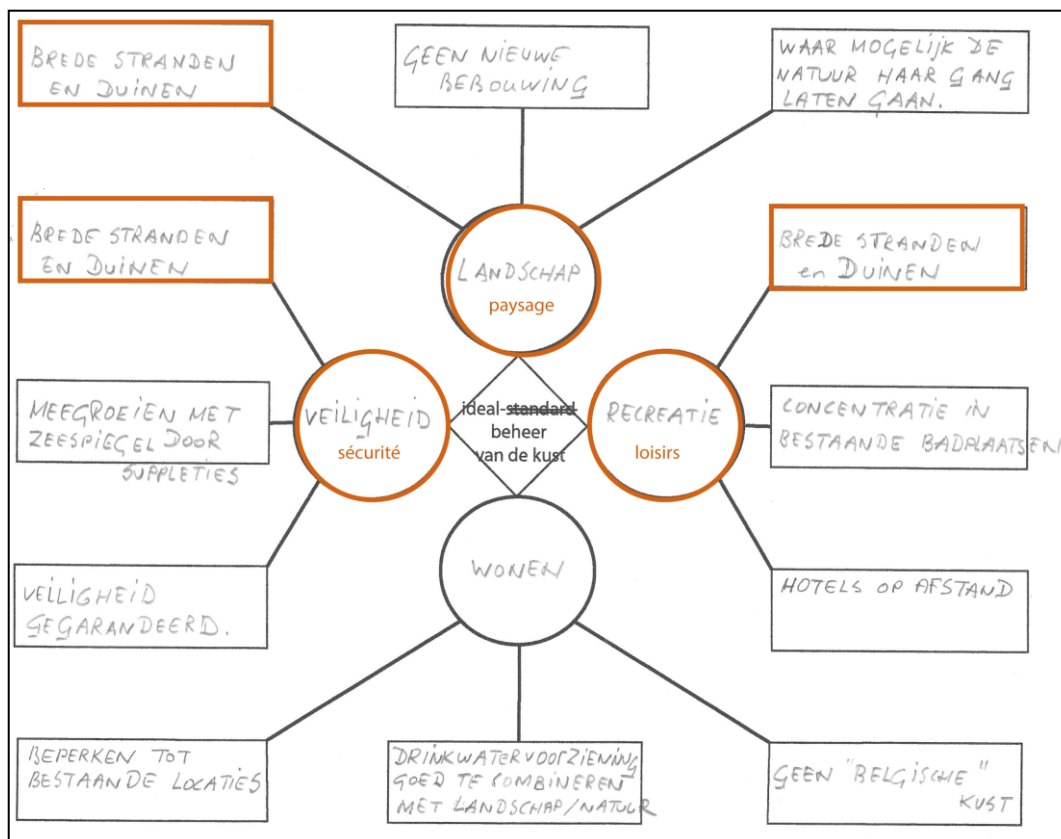 BREDE STRANDEN
EN DUINEN
GEEN NIEUWE
BEBOUWING
WAAR MOGELIJK DE
NATUUR HAAR GANG
LATEN GAAN.
BREDE STRANDEN
EN DUINEN
LANDSCHAP
paysage
BREDE STRANDEN
en DUINEN
MEEGROEIEN MET
ZEESPIEGEL DOOR
SUPPLETIES
VEILIGHEID
sécurité
ideal-standard
beheer
van de kust
RECREATIE
loisirs
CONCENTRATIE IN
BESTAANDE BADPLAATSEN
VEILIGHEID
GEGARANDEERD.
WONEN
HOTELS OP AFSTAND
BEPERKEN TOT
BESTAANDE LOCATIES
DRINKWATERVOORZIENING
GOED TE COMBINEREN
MET LANDSCHAP/NATUUR
GEEN "BELGISCHE"
KUST